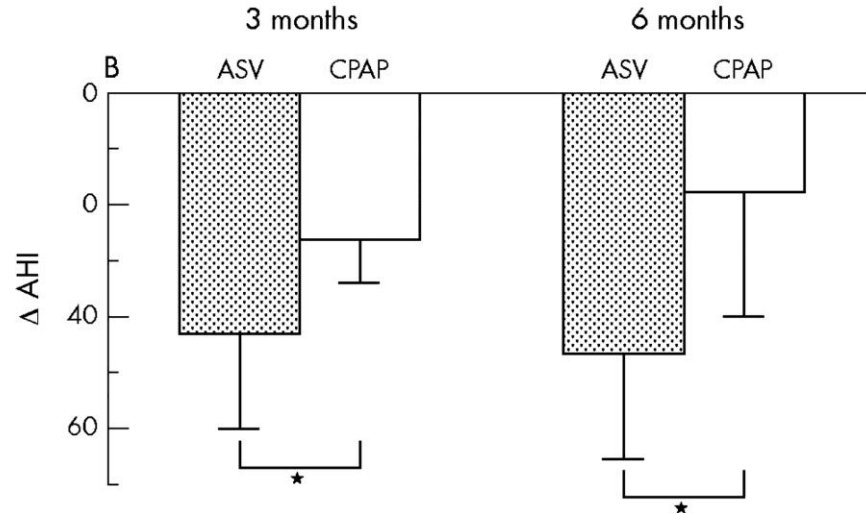 3 months 6 months
B ASV CPAP ASV CPAP
0
0
40
60
Δ AHI
★ ★